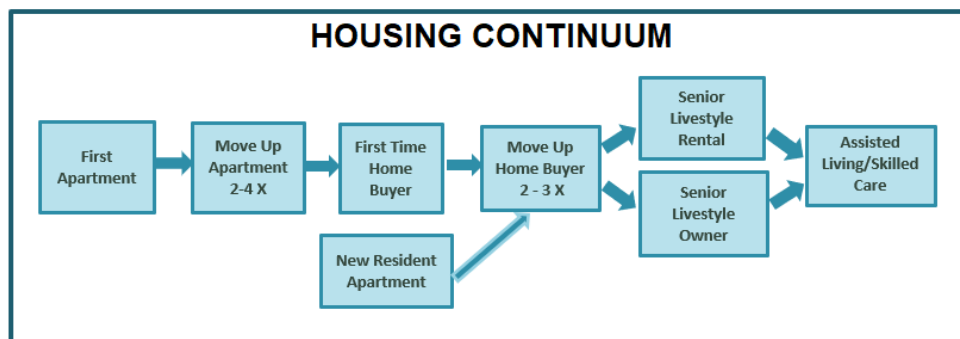 HOUSING CONTINUUM
First
Apartment
Move Up
Apartment
2-4 X
First Time
Home
Buyer
Move Up
Home Buyer
2 - 3 X
New Resident
Apartment
Senior
Livestyle
Rental
Senior
Livestyle
Owner
Assisted
Living/Skilled
Care